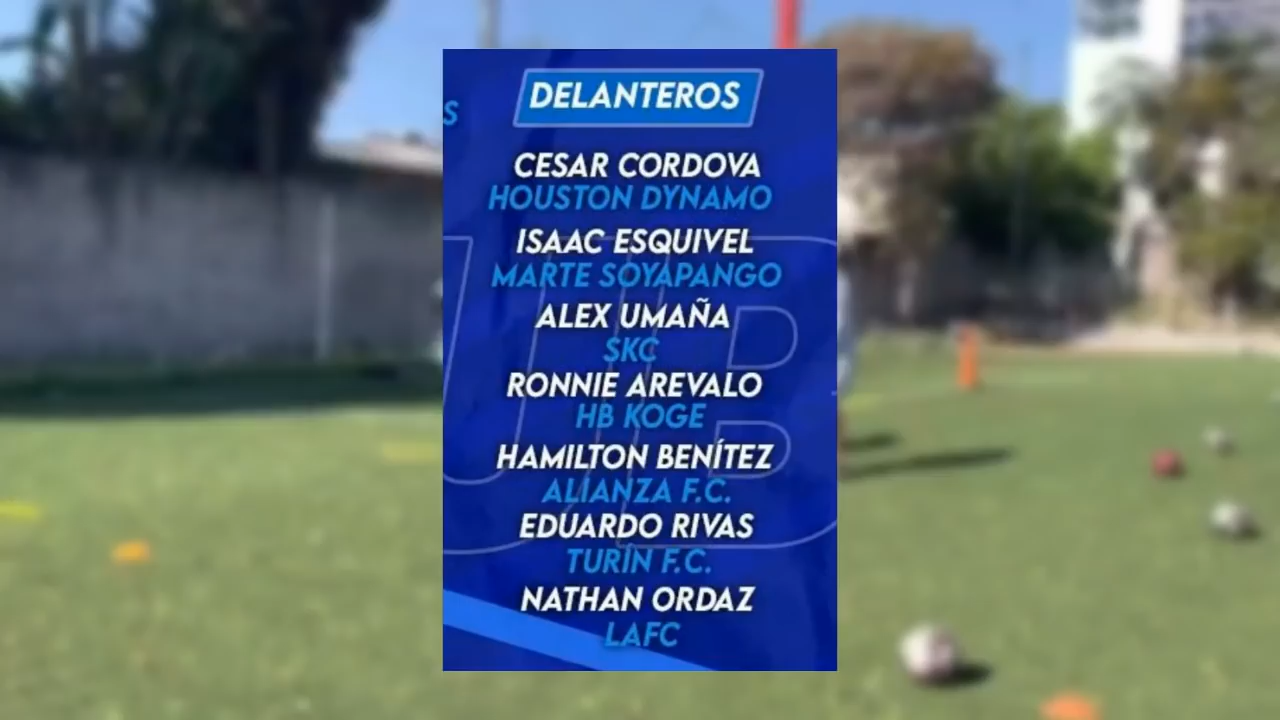 DELANTEROS
S
CESAR CORDOVA
HOUSTON DYNAMO
ISAAC ESQUIVEL
MARTE SOYAPANGO
ALEX UMAÑA
SKC
RONNIE AREVALO
HB KOGE
HAMILTON BENÍTEZ
ALIANZA F.C.
EDUARDO RIVAS
TURÍN F.C.
NATHAN ORDAZ
LAFC